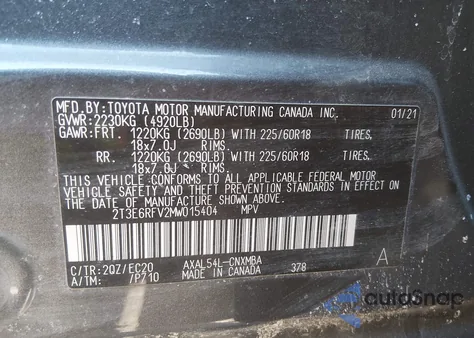 MFD.BY:TOYOTA MOTOR MANUFACTURING CANADA INC. 01/21
GVWR:2230KG (4920LB)
GAWR:FRT. 1220KG (2690LB) WITH 225/60R18 TIRES,
18x7.0J RIMS.
RR. 1220KG (2690LB) WITH 225/60R18 TIRES,
18x7.0J RIMS.
THIS VEHICLE CONFORMS TO ALL APPLICABLE FEDERAL MOTOR
VEHICLE SAFETY AND THEFT PREVENTION STANDARDS IN EFFECT ON
THE DATE OF MANUFACTURE SHOWN ABOVE.
2T3E6RFV2MW015404 MPV
C/TR:2QZ/EC20 AXAL54L-CNXMBA A
A/TM: /P710 MADE IN CANADA 378
autoSnap